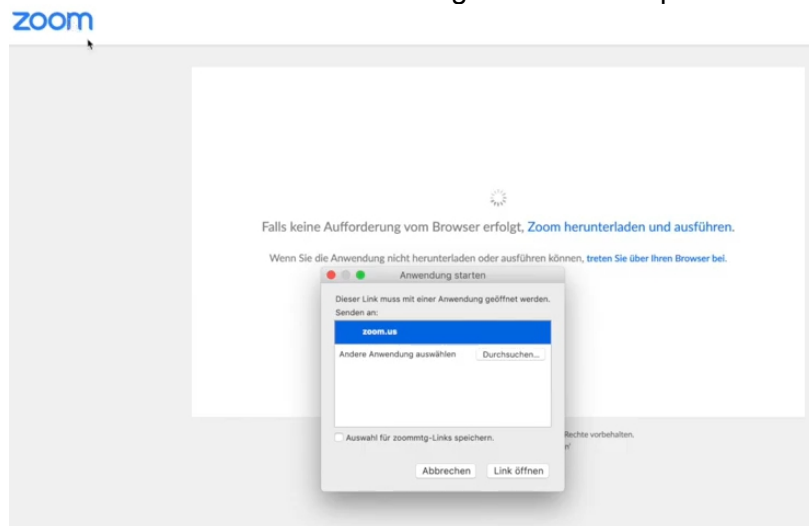 zoom
Falls keine Aufforderung vom Browser erfolgt, Zoom herunterladen und ausführen.
Wenn Sie die Anwendung nicht herunterladen oder ausführen können, treten Sie über Ihren Browser bei.
Anwendung starten
Dieser Link muss mit einer Anwendung geöffnet werden.
Senden an:
zoom.us
Andere Anwendung auswählen Durchsuchen...
Rechte vorbehalten.
Auswahl für zoommtg-Links speichern.
Abbrechen Link öffnen